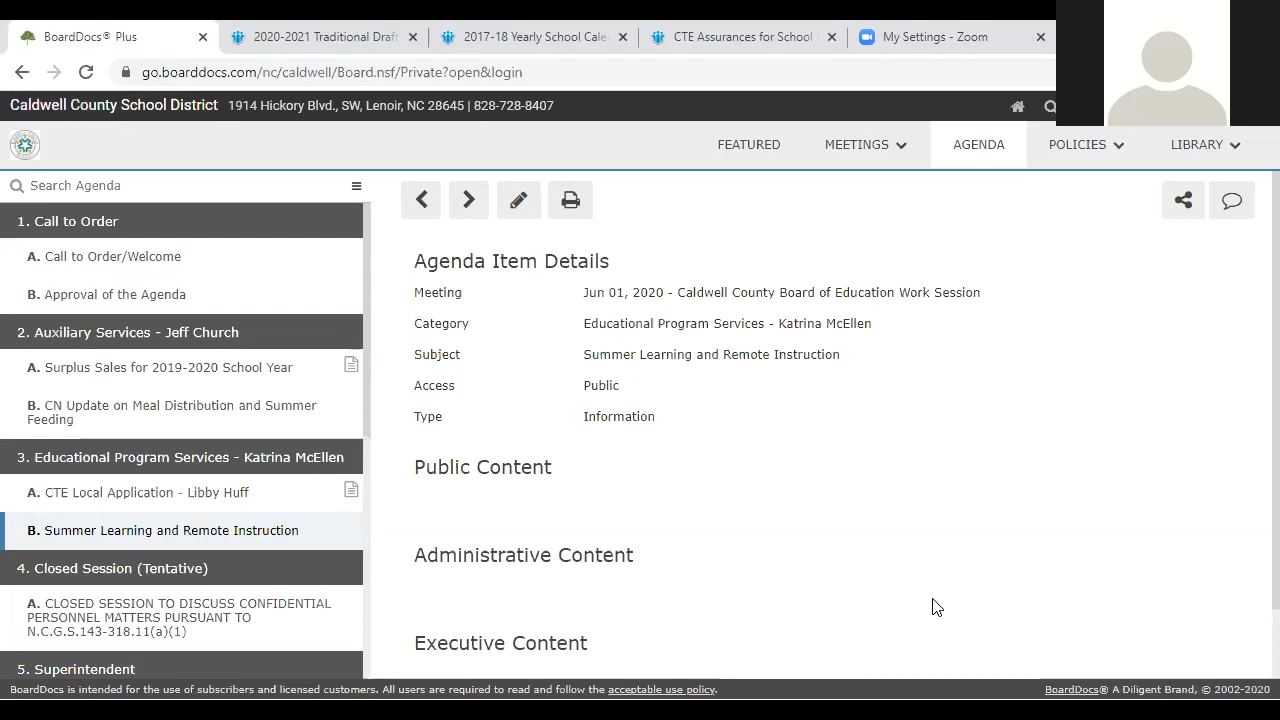 BoardDocs® Plus
2020-2021 Traditional Draft
2017-18 Yearly School Cale
CTE Assurances for School
My Settings - Zoom
go.boarddocs.com/nc/caldwell/Board.nsf/Private?open&login
Caldwell County School District 1914 Hickory Blvd., SW, Lenoir, NC 28645 | 828-728-8407
FEATURED MEETINGS AGENDA POLICIES LIBRARY
Search Agenda
1. Call to Order
A. Call to Order/Welcome
B. Approval of the Agenda
2. Auxiliary Services - Jeff Church
A. Surplus Sales for 2019-2020 School Year
B. CN Update on Meal Distribution and Summer
Feeding
3. Educational Program Services - Katrina McEllen
A. CTE Local Application - Libby Huff
B. Summer Learning and Remote Instruction
4. Closed Session (Tentative)
A. CLOSED SESSION TO DISCUSS CONFIDENTIAL
PERSONNEL MATTERS PURSUANT TO
N.C.G.S.143-318.11(a)(1)
5. Superintendent
Agenda Item Details
Meeting Jun 01, 2020 - Caldwell County Board of Education Work Session
Category Educational Program Services - Katrina McEllen
Subject Summer Learning and Remote Instruction
Access Public
Type Information
Public Content
Administrative Content
Executive Content
BoardDocs is intended for the use of subscribers and licensed customers. All users are required to read and follow the acceptable use policy.
BoardDocs® A Diligent Brand, © 2002-2020